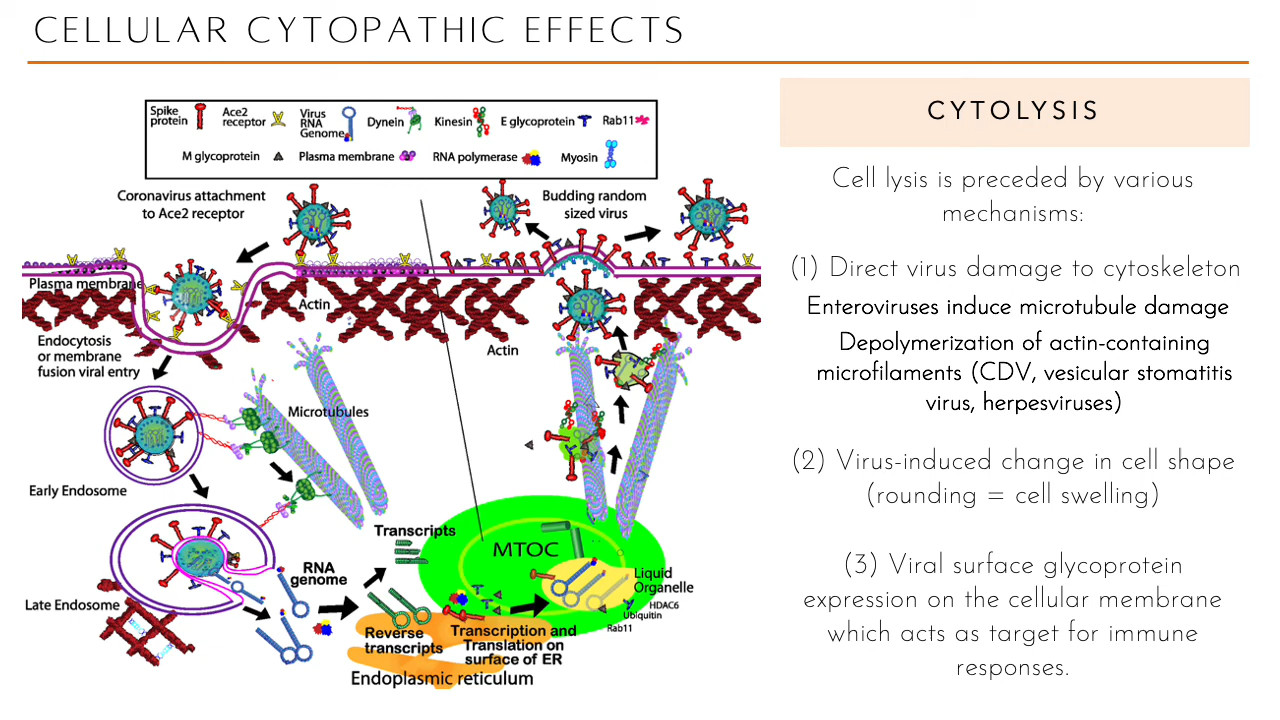 CELLULAR CYTOPATHIC EFFECTS
Spike protein
Ace2 receptor
Virus RNA Genome
Dynein
Kinesin
E glycoprotein
Rab11
M glycoprotein
Plasma membrane
RNA polymerase
Myosin
Coronavirus attachment
to Ace2 receptor
Budding random
sized virus
Plasma membrane
Actin
Actin
Endocytosis
or membrane
fusion viral entry
Microtubules
Early Endosome
Transcripts
MTOC
RNA
genome
Liquid
Organelle
HDAC6
Ubiquitin
Rab11
Late Endosome
Reverse
transcripts
Transcription and
Translation on
surface of ER
Endoplasmic reticulum
CYTOLYSIS
Cell lysis is preceded by various
mechanisms:
(1) Direct virus damage to cytoskeleton
Enteroviruses induce microtubule damage
Depolymerization of actin-containing
microfilaments (CDV, vesicular stomatitis
virus, herpesviruses)
(2) Virus-induced change in cell shape
(rounding = cell swelling)
(3) Viral surface glycoprotein
expression on the cellular membrane
which acts as target for immune
responses.